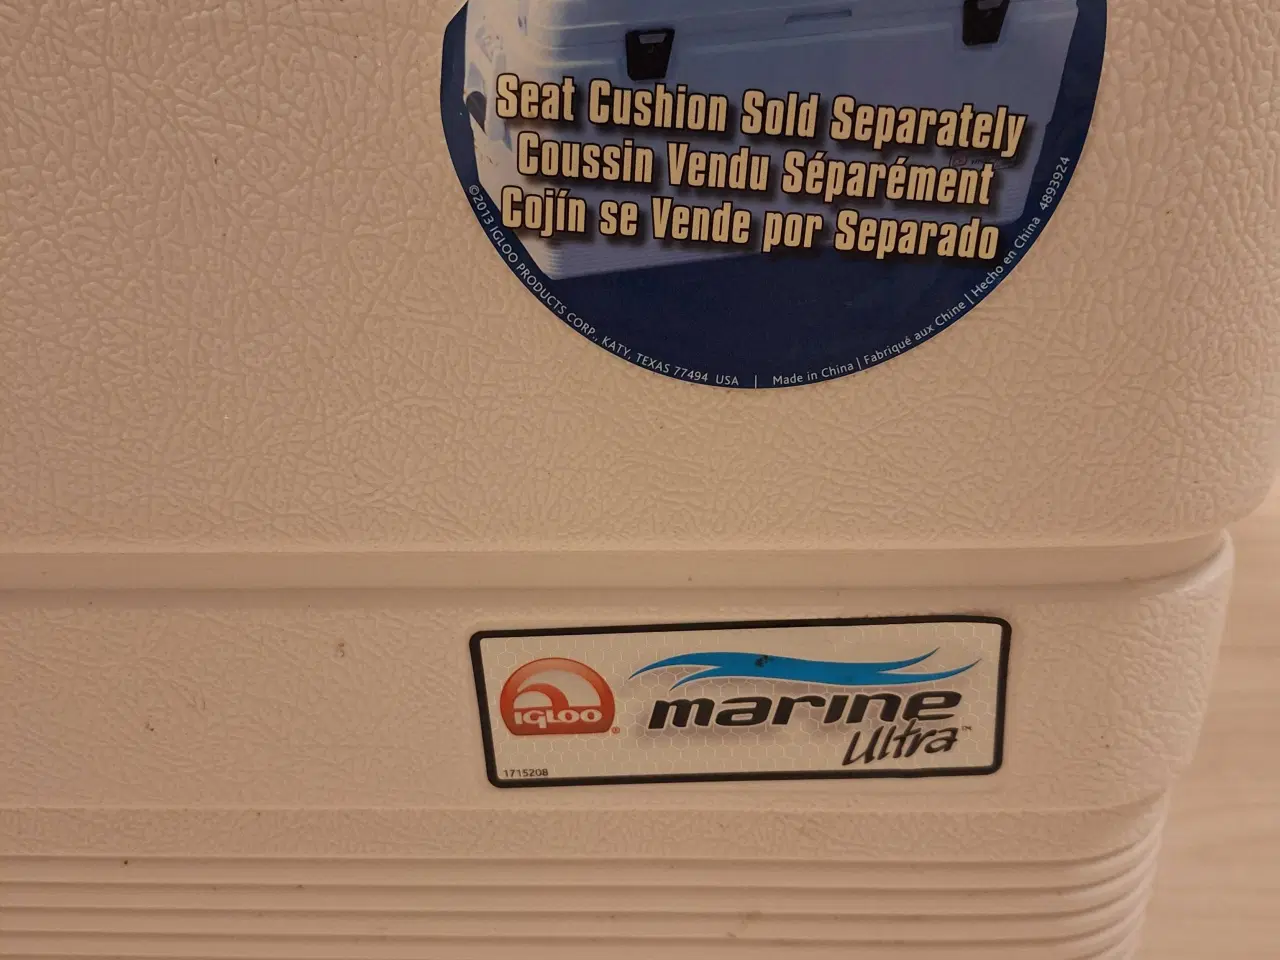 Seat Cushion Sold Separately
Coussin Vendu Séparément
Cojín se Vende por Separado
©2013 IGLOO PRODUCTS CORP., KATY, TEXAS 77494 USA | Made in China | Fabriqué aux Chine | Hecho en China 4893924
IGLOO®
marine
Ultra™
1715208